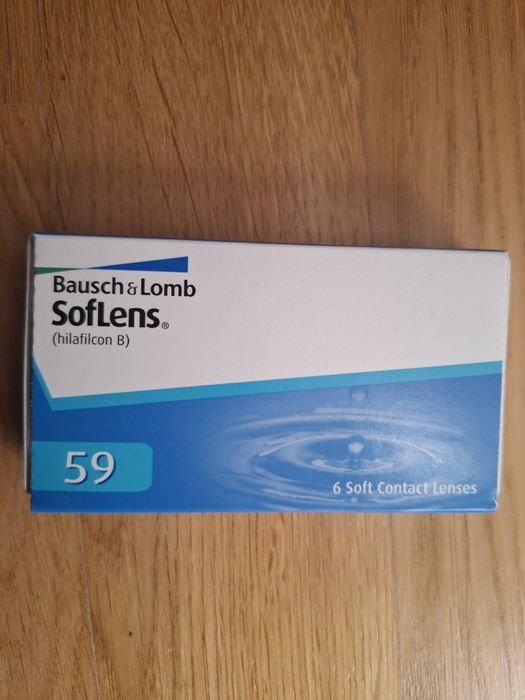 Bausch & Lomb
SofLens®
(hilafilcon B)
59
6 Soft Contact Lenses